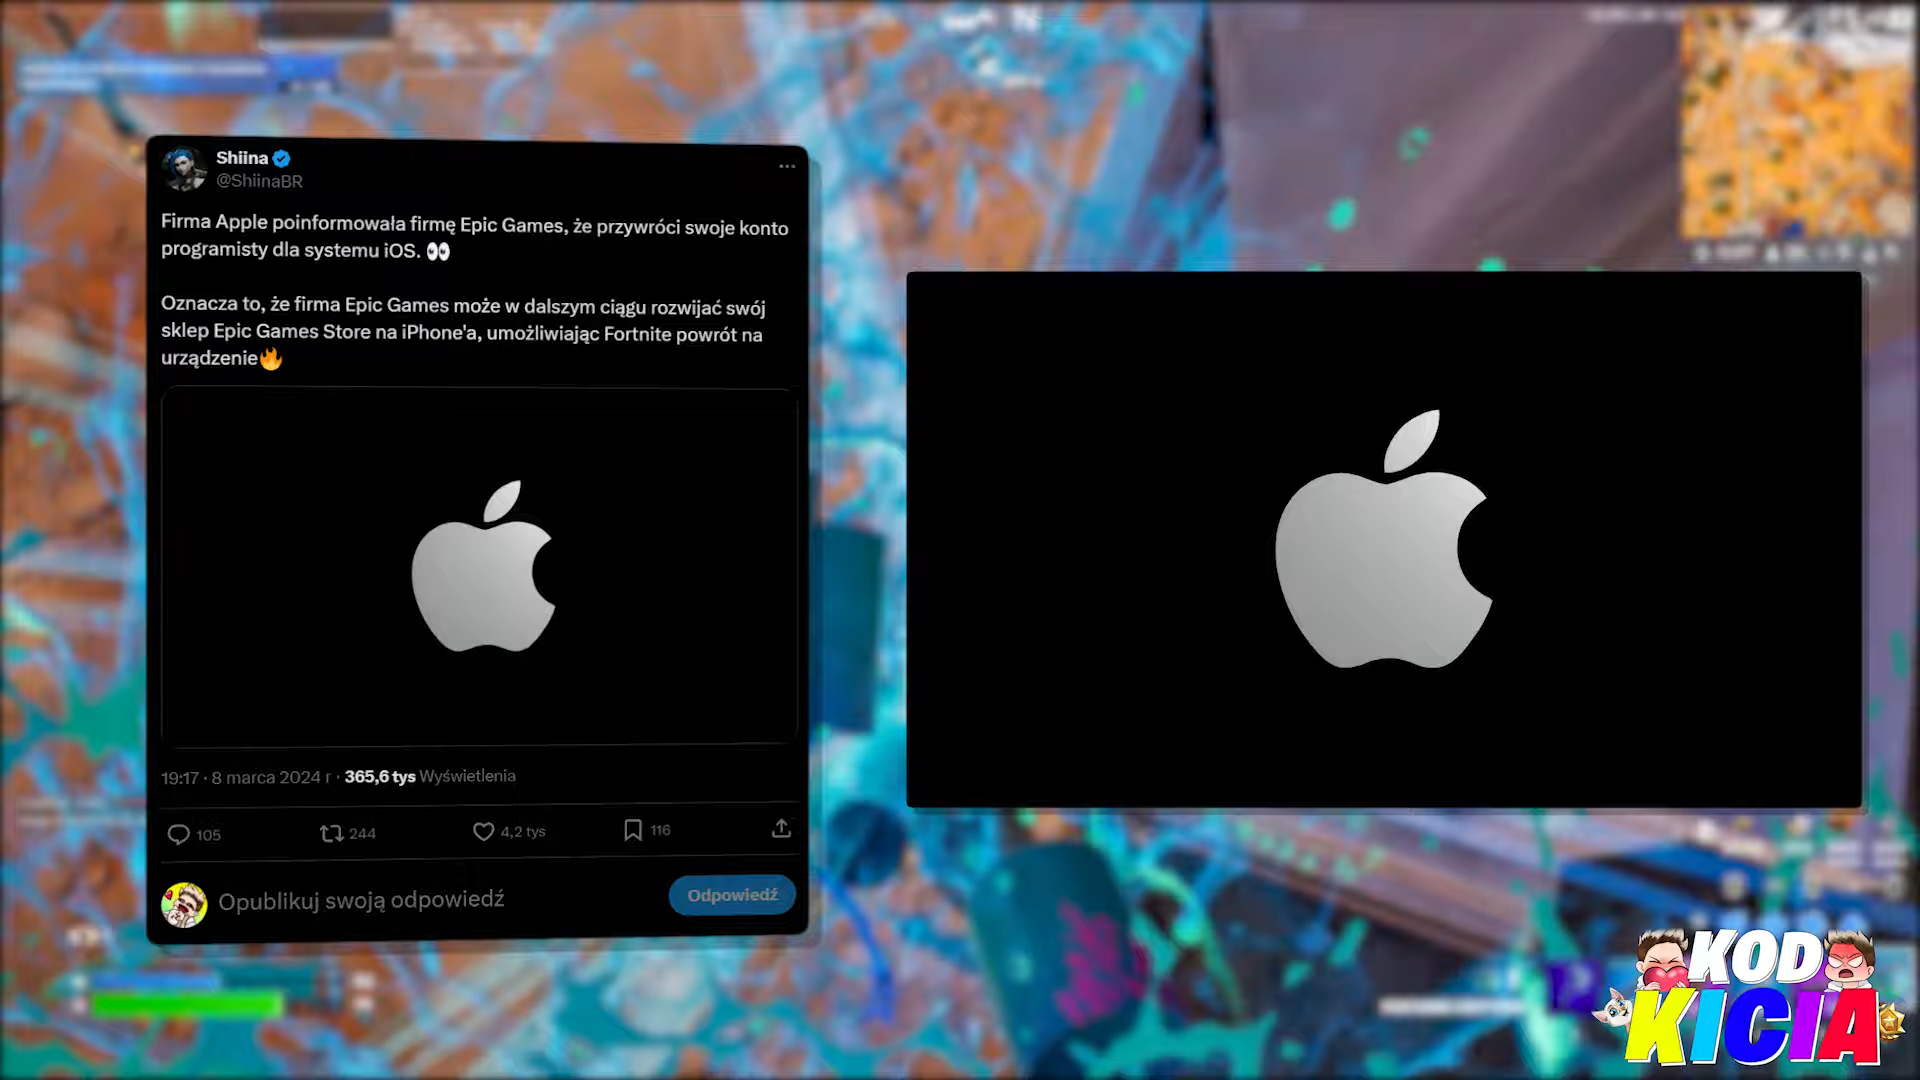 Shiina
@ShiinaBR
Firma Apple poinformowała firmę Epic Games, że przywróci swoje konto
programisty dla systemu iOS. 👀
Oznacza to, że firma Epic Games może w dalszym ciągu rozwijać swój
sklep Epic Games Store na iPhone'a, umożliwiając Fortnite powrót na
urządzenie🔥
19:17 · 8 marca 2024 r · 365,6 tys Wyświetlenia
105 244 4,2 tys 116
Opublikuj swoją odpowiedź Odpowiedź
KOD
KICIA